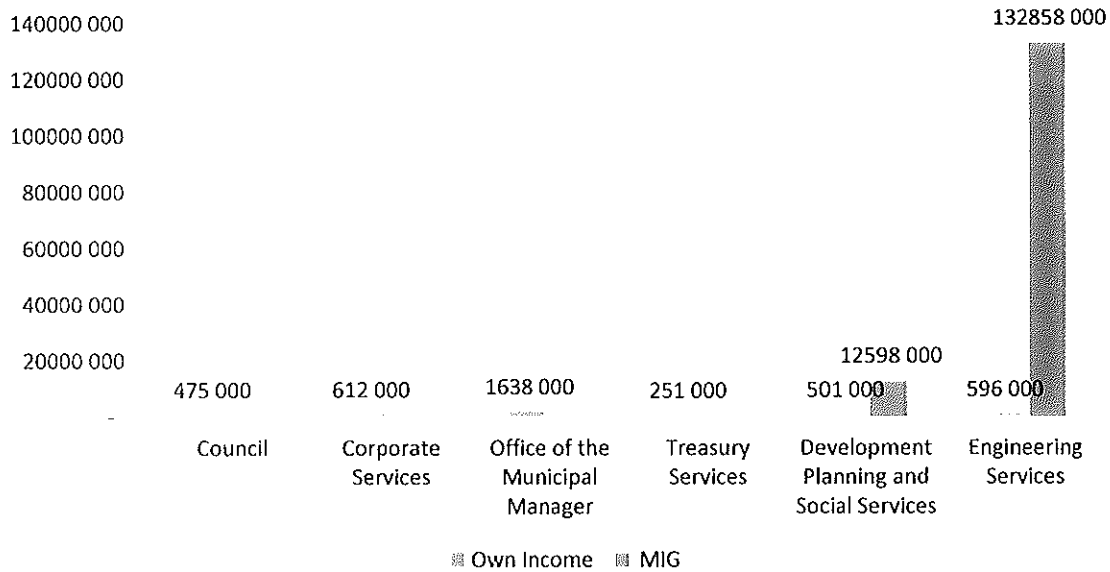 140000 000
120000 000
100000 000
80000 000
60000 000
40000 000
20000 000
-
132858 000
12598 000
475 000
612 000
1638 000
251 000
501 000
596 000
Council
Corporate
Services
Office of the
Municipal
Manager
Treasury
Services
Development
Planning and
Social Services
Engineering
Services
Own Income
MIG